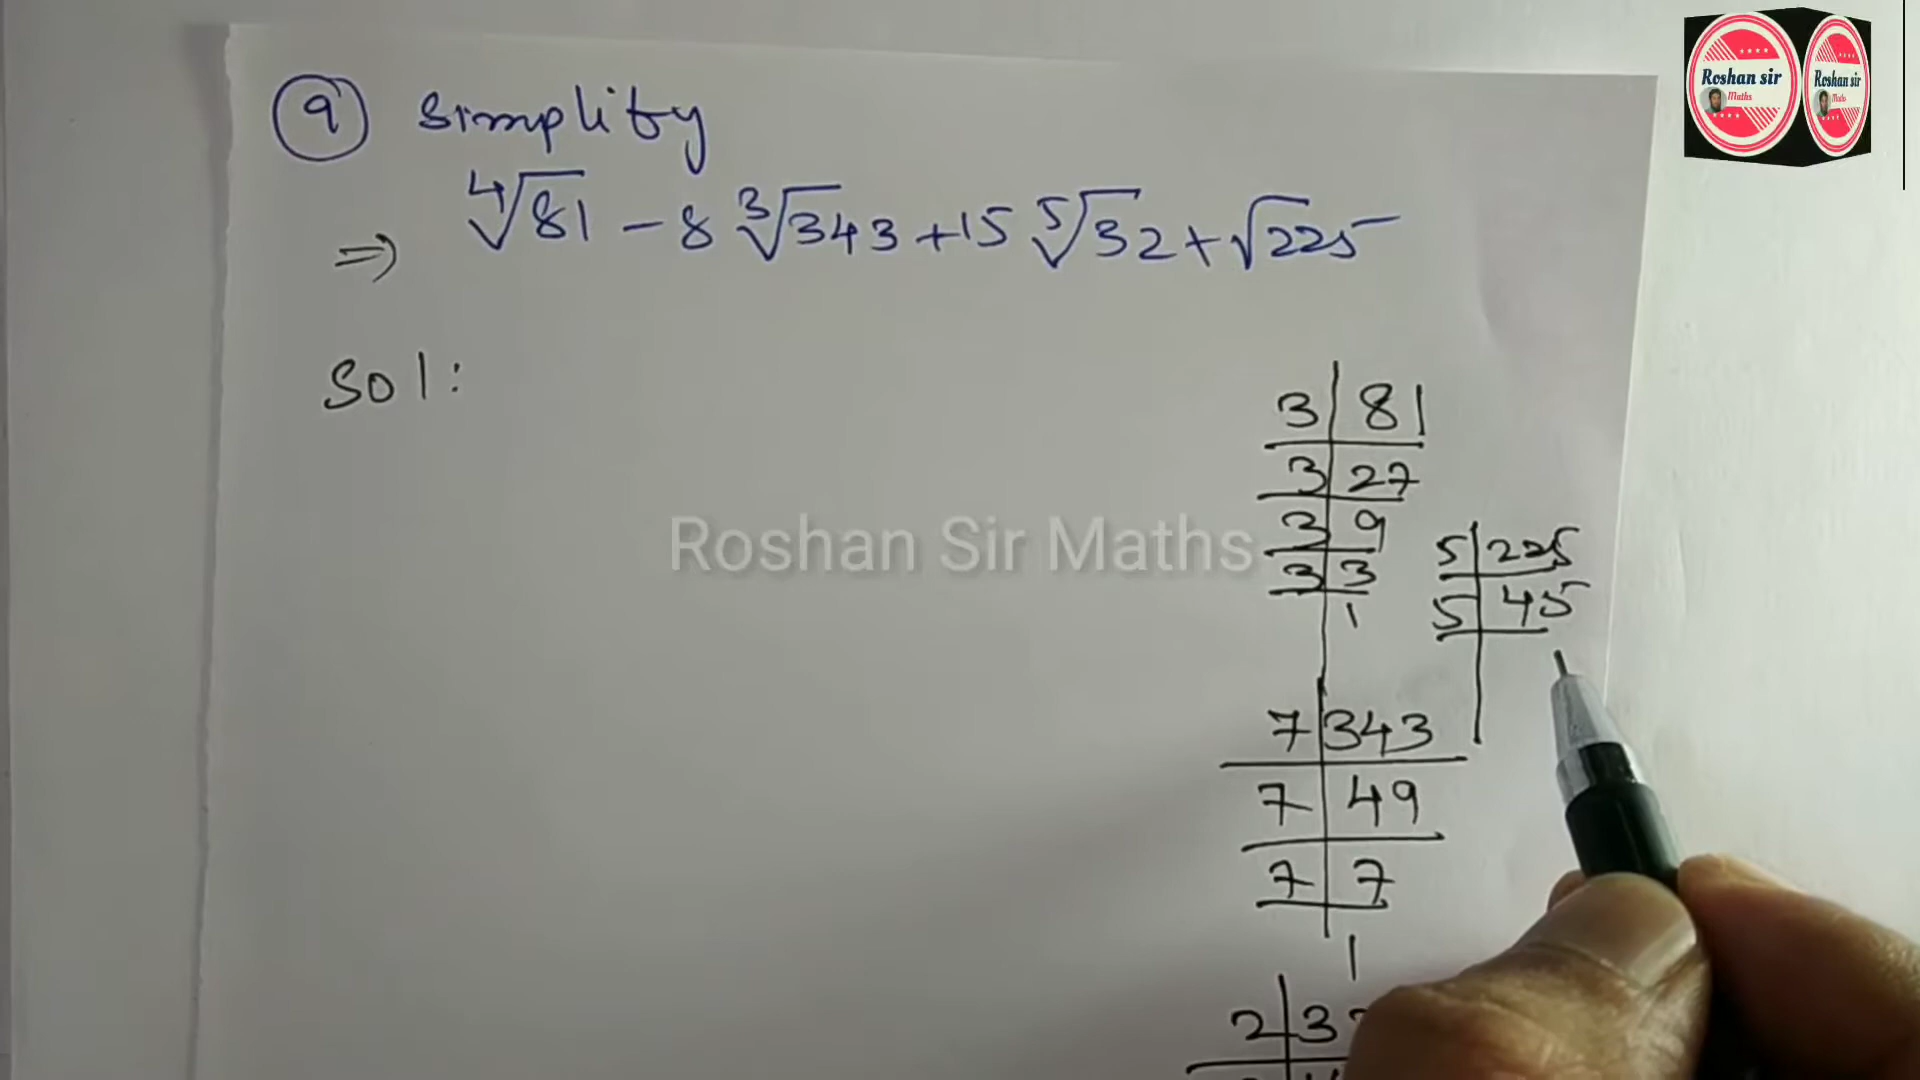 9 Simplify
⇒ ∜81 - 8 ∛343 + 15 ⁵√32 + √225
Sol:
3 | 81
3 | 27
3 | 9
3 | 3
1
5 | 225
5 | 45
7 | 343
7 | 49
7 | 7
1
2 | 3
Roshan Sir Maths
Roshan sir
Maths
Roshan sir